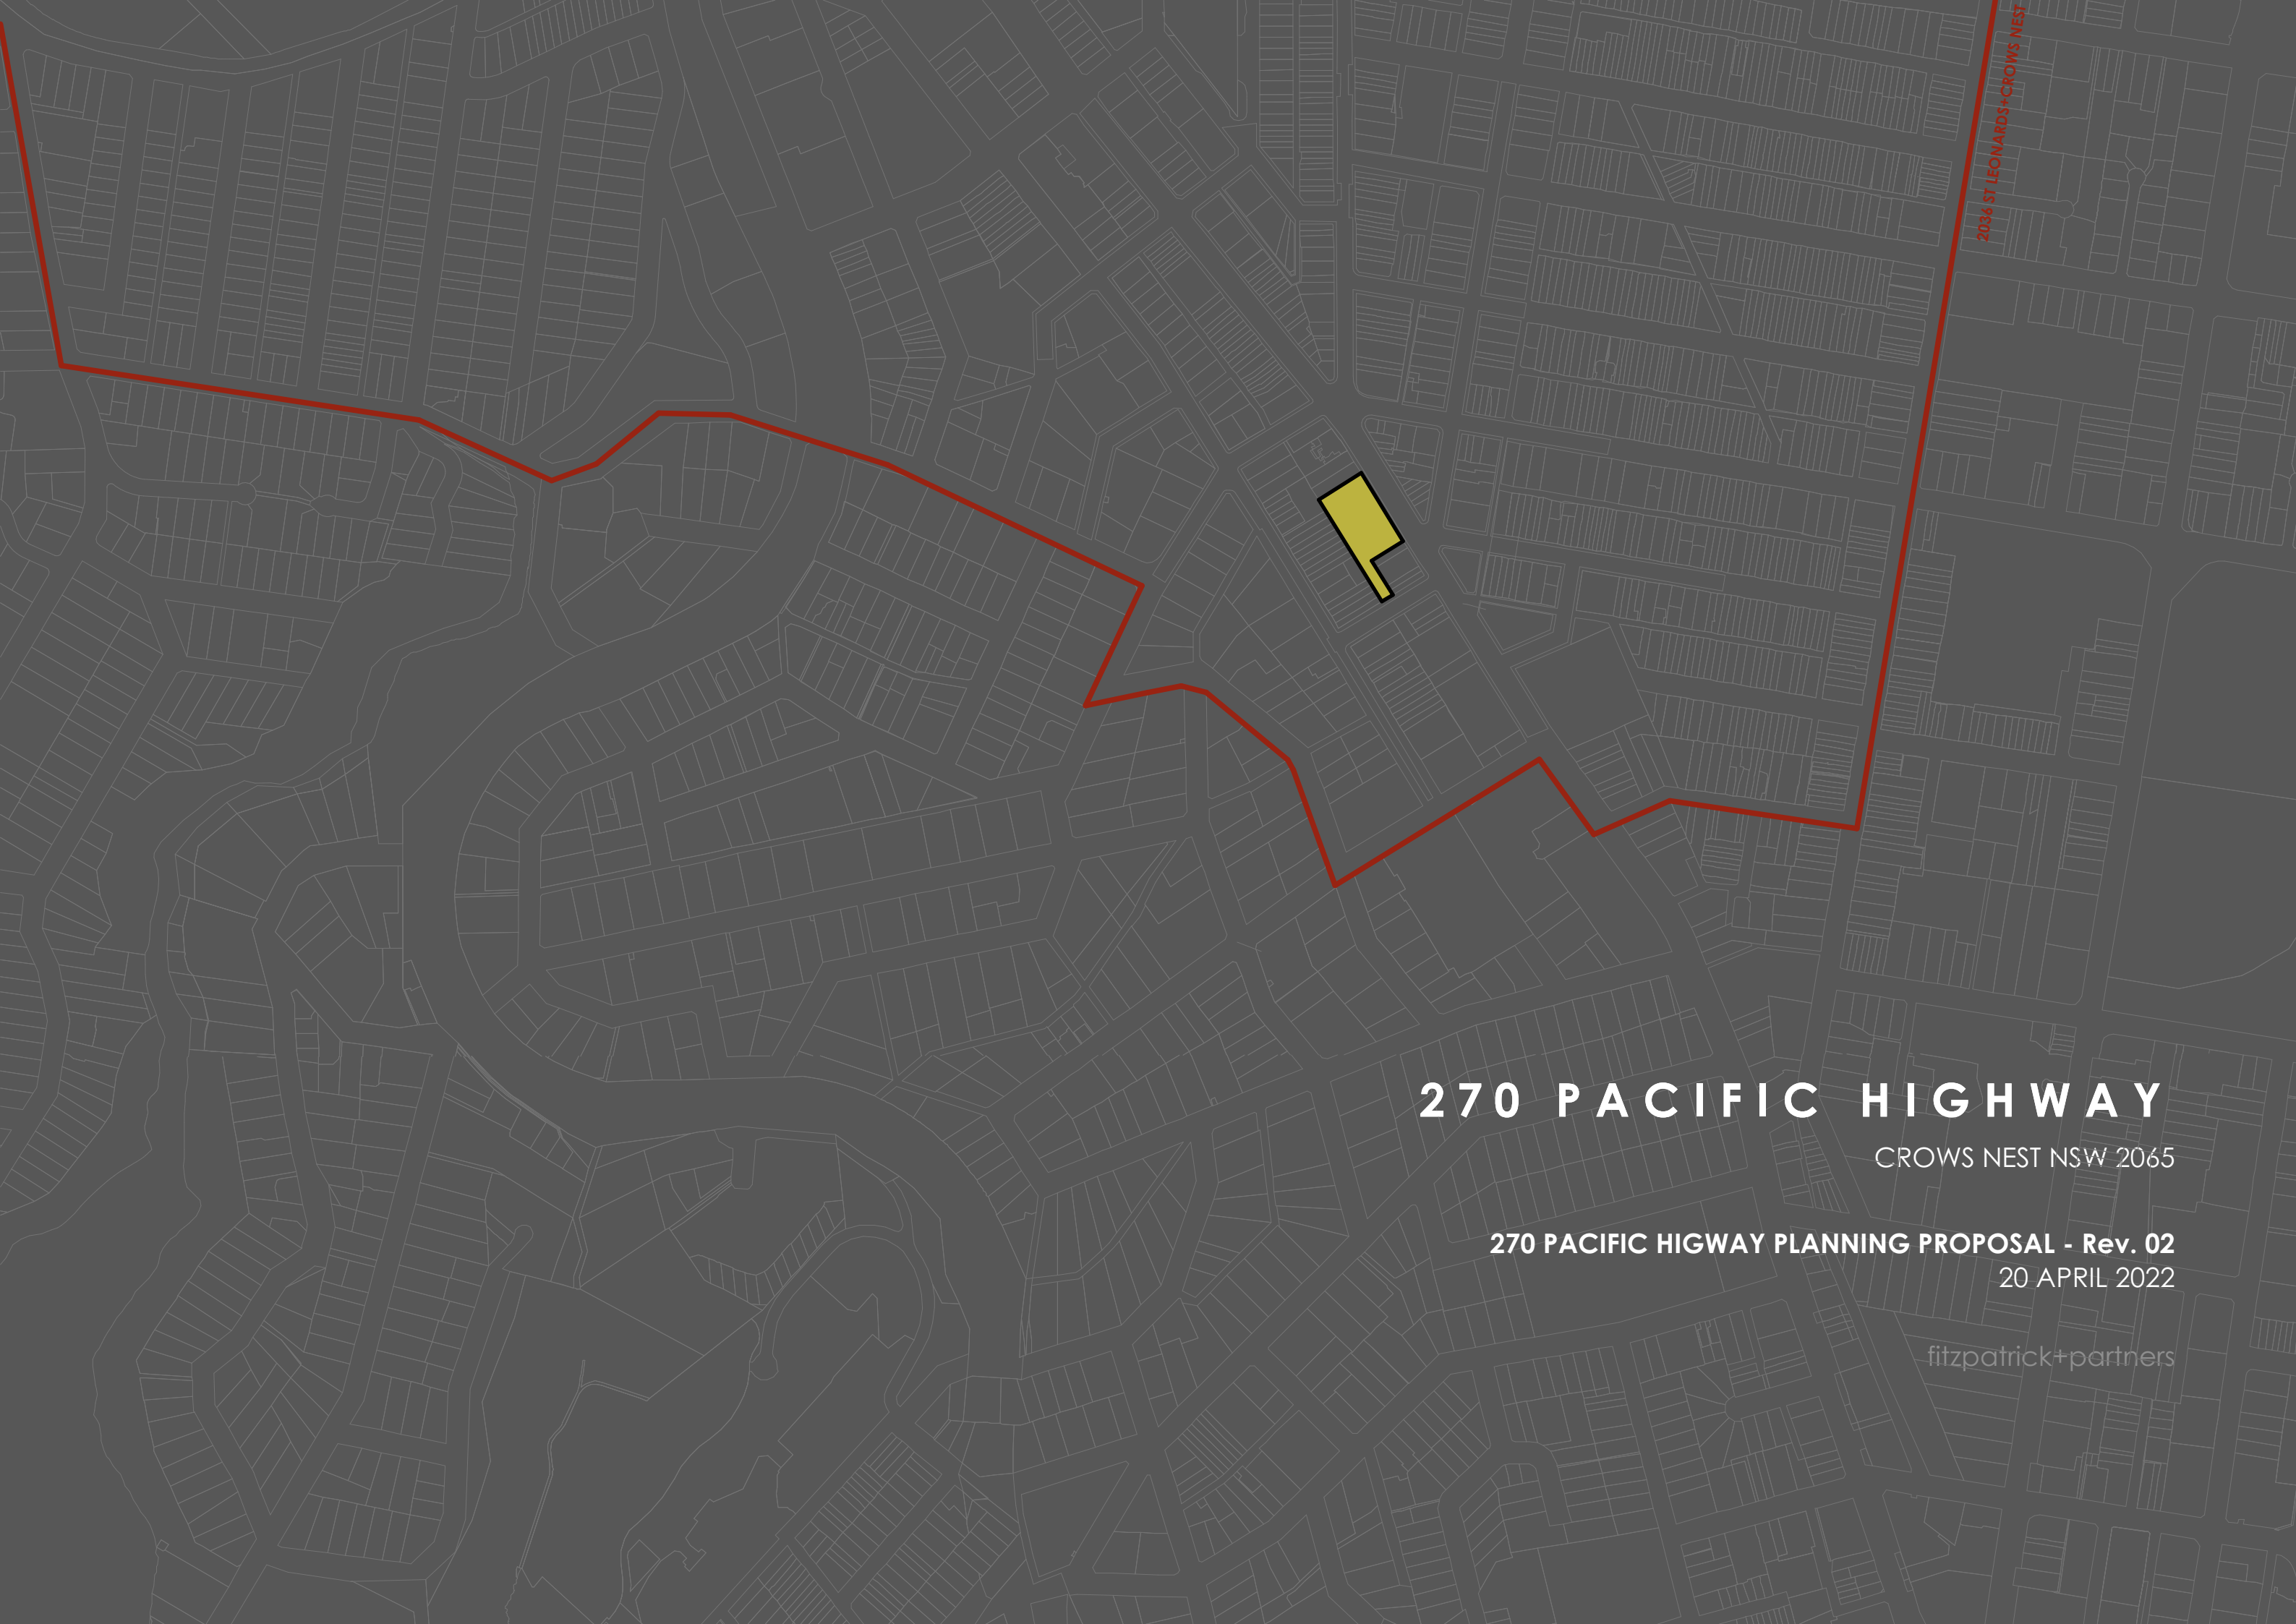 2036 ST LEONARDS+CROWS NEST
270 PACIFIC HIGHWAY
CROWS NEST NSW 2065
270 PACIFIC HIGWAY PLANNING PROPOSAL - Rev. 02
20 APRIL 2022
fitzpatrick+partners